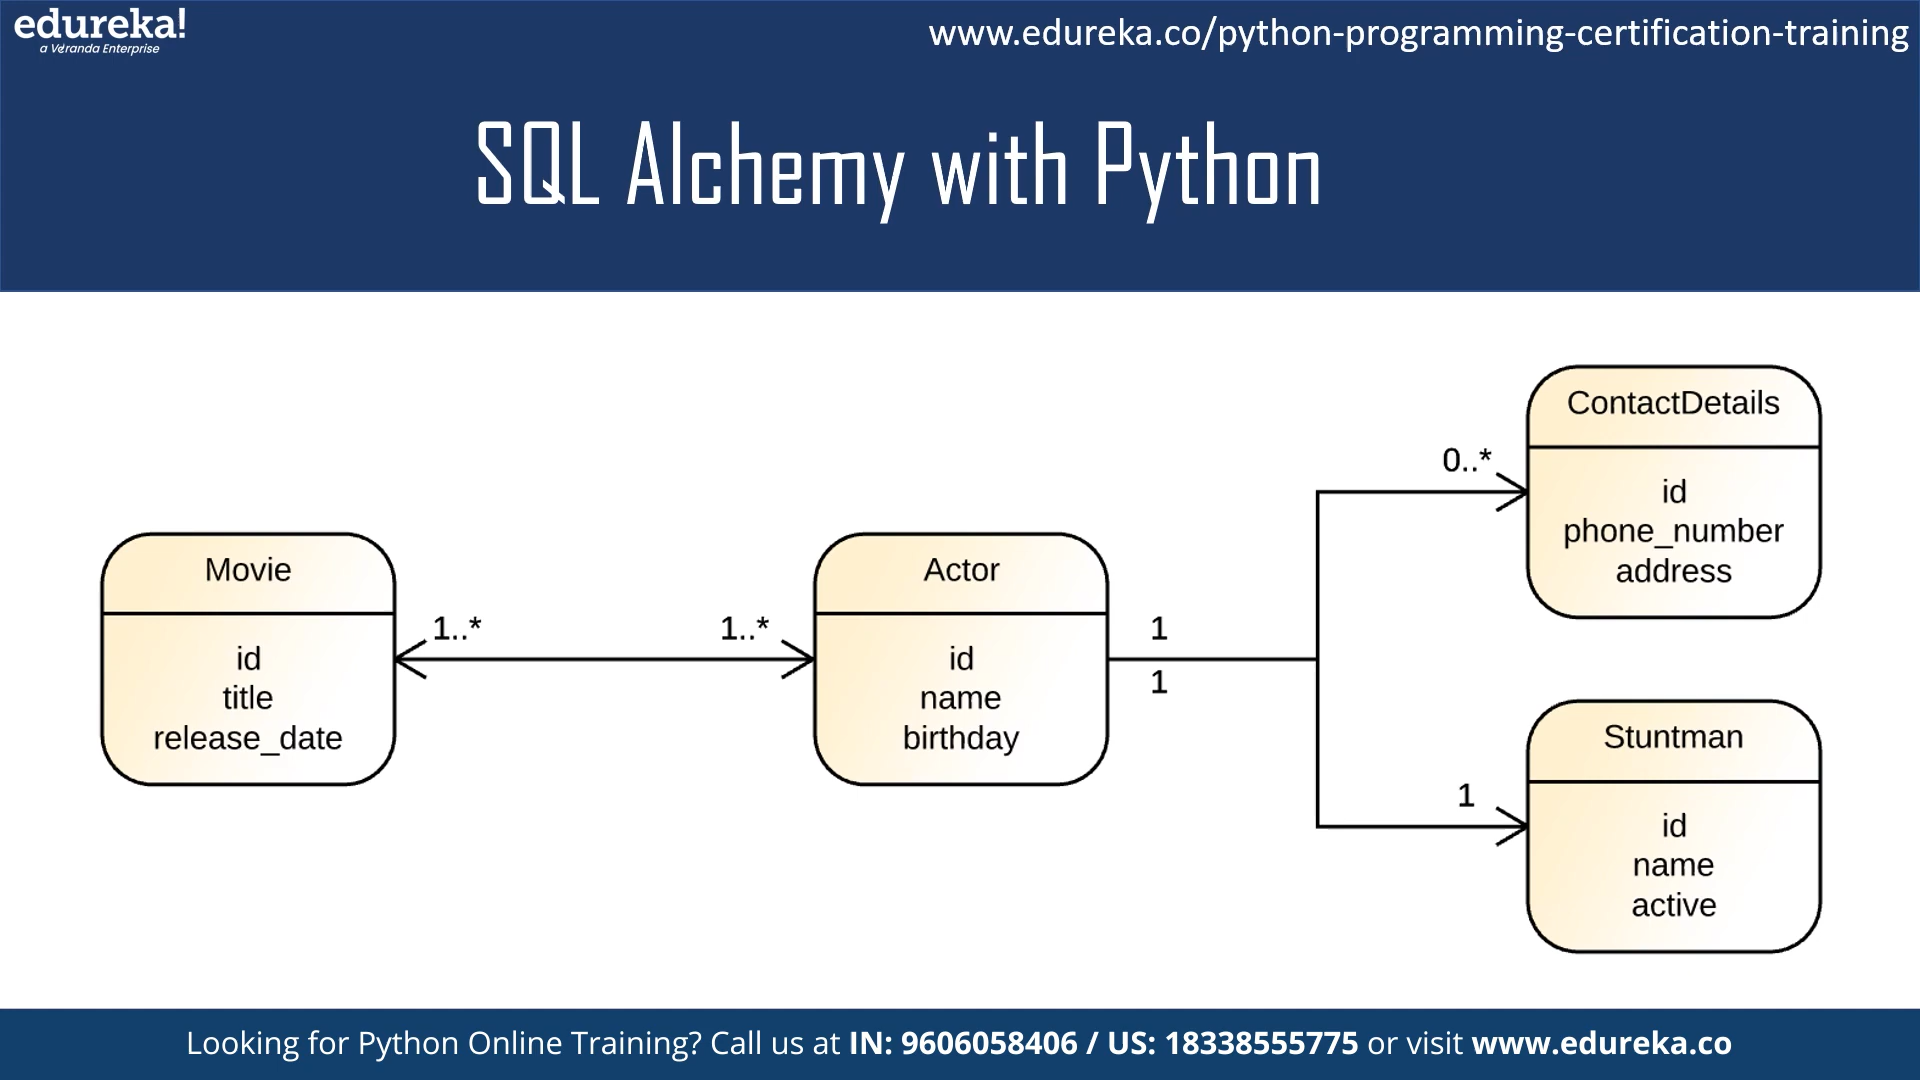 edureka!
a Veranda Enterprise
www.edureka.co/python-programming-certification-training
SQL Alchemy with Python
Movie
id
title
release_date
1..*
1..*
Actor
id
name
birthday
1
1
0..*
ContactDetails
id
phone_number
address
1
Stuntman
id
name
active
Looking for Python Online Training? Call us at IN: 9606058406 / US: 18338555775 or visit www.edureka.co